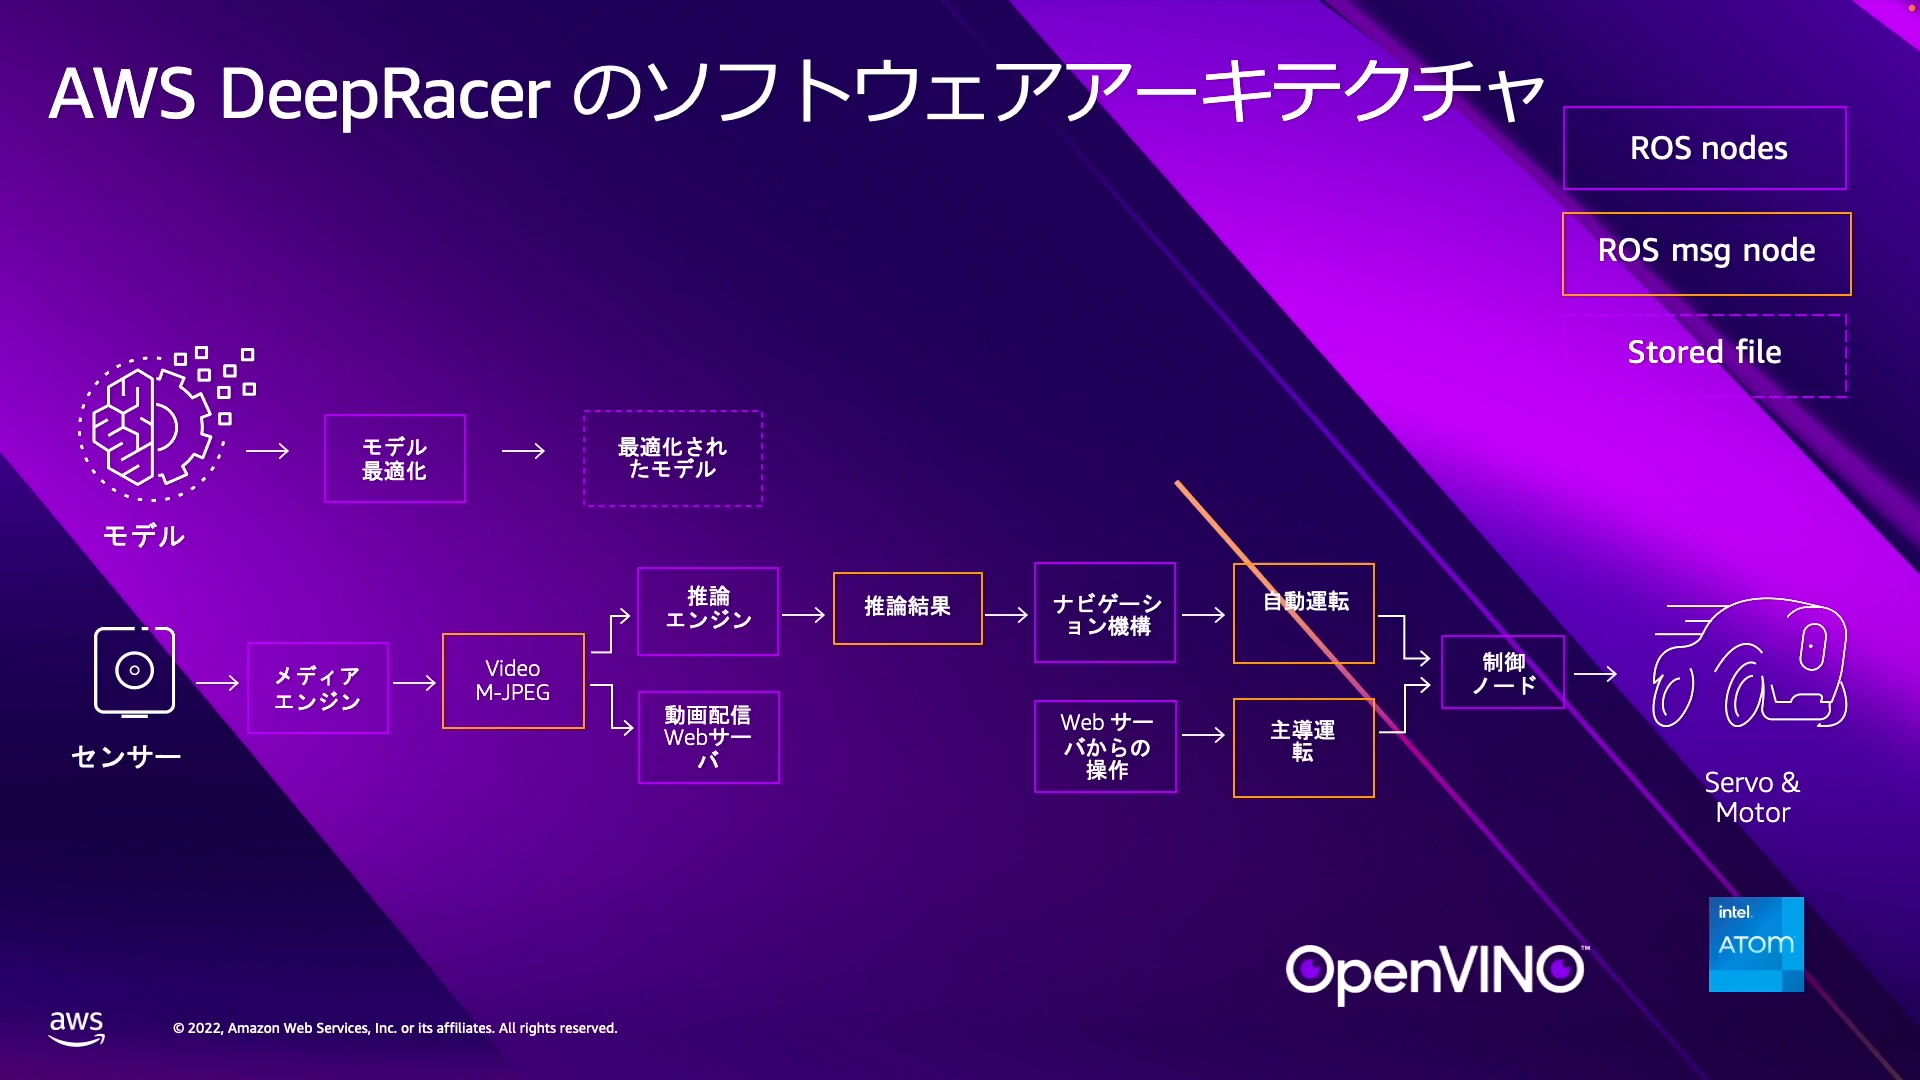 AWS DeepRacer のソフトウェアアーキテクチャ
ROS nodes
ROS msg node
Stored file
モデル
モデル
最適化
最適化され
たモデル
センサー
メディア
エンジン
Video
M-JPEG
推論
エンジン
動画配信
Webサー
バ
推論結果
ナビゲーシ
ョン機構
Web サー
バからの
操作
自動運転
主導運
転
制御
ノード
Servo &
Motor
OpenVINO™
intel.
ATOM
aws
© 2022, Amazon Web Services, Inc. or its affiliates. All rights reserved.